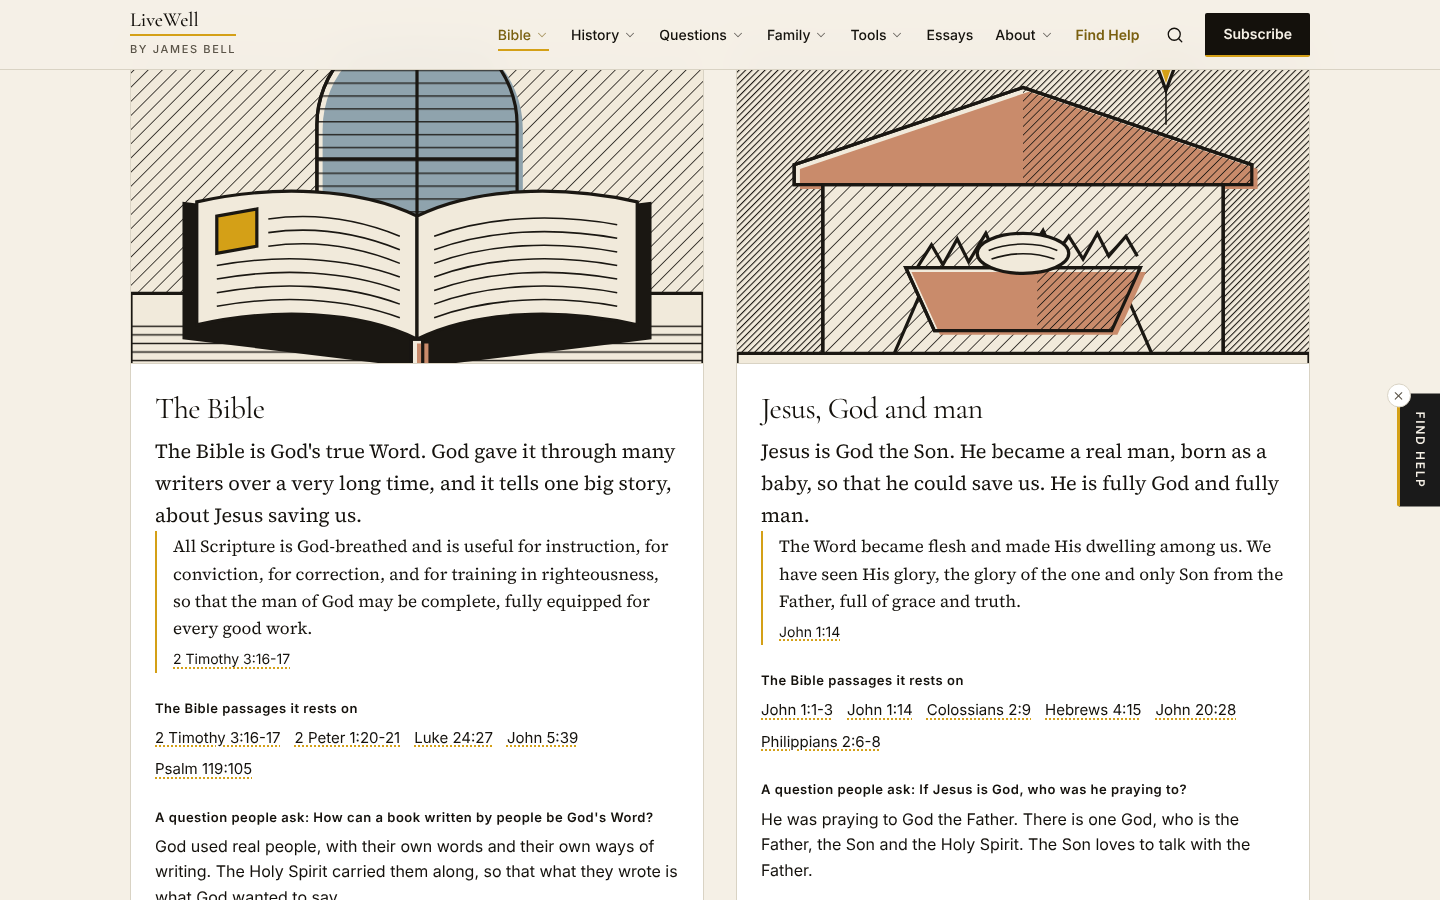 LiveWell
BY JAMES BELL
Bible
History
Questions
Family
Tools
Essays
About
Find Help
Subscribe
The Bible
The Bible is God's true Word. God gave it through many
writers over a very long time, and it tells one big story,
about Jesus saving us.
All Scripture is God-breathed and is useful for instruction, for
conviction, for correction, and for training in righteousness,
so that the man of God may be complete, fully equipped for
every good work.
2 Timothy 3:16-17
The Bible passages it rests on
2 Timothy 3:16-17 2 Peter 1:20-21 Luke 24:27 John 5:39
Psalm 119:105
A question people ask: How can a book written by people be God's Word?
God used real people, with their own words and their own ways of
writing. The Holy Spirit carried them along, so that what they wrote is
what God wanted to say.
Jesus, God and man
Jesus is God the Son. He became a real man, born as a
baby, so that he could save us. He is fully God and fully
man.
The Word became flesh and made His dwelling among us. We
have seen His glory, the glory of the one and only Son from the
Father, full of grace and truth.
John 1:14
The Bible passages it rests on
John 1:1-3 John 1:14 Colossians 2:9 Hebrews 4:15 John 20:28
Philippians 2:6-8
A question people ask: If Jesus is God, who was he praying to?
He was praying to God the Father. There is one God, who is the
Father, the Son and the Holy Spirit. The Son loves to talk with the
Father.
FIND HELP